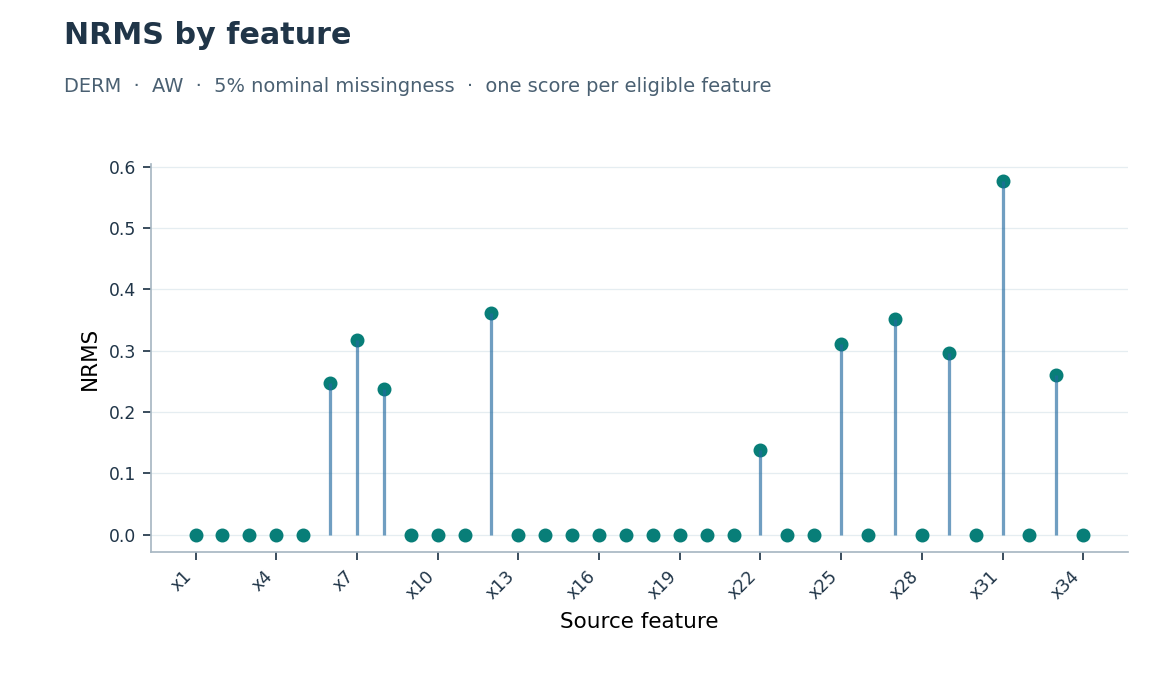 NRMS by feature
DERM · AW · 5% nominal missingness · one score per eligible feature
0.6
0.5
0.4
0.3
0.2
0.1
0.0
NRMS
x1 x4 x7 x10 x13 x16 x19 x22 x25 x28 x31 x34
Source feature